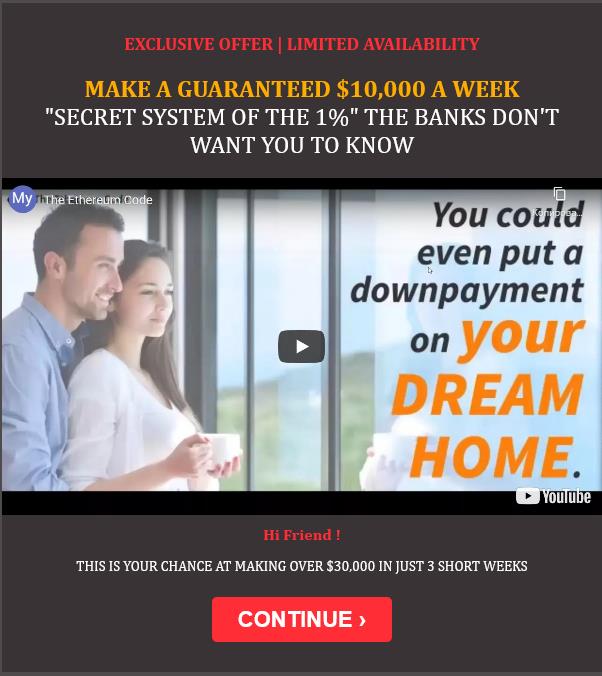 EXCLUSIVE OFFER | LIMITED AVAILABILITY
MAKE A GUARANTEED $10,000 A WEEK
"SECRET SYSTEM OF THE 1%" THE BANKS DON'T
WANT YOU TO KNOW
My The Ethereum Code
Копирова...
You could
even put a
downpayment
on your
DREAM
HOME.
YouTube
Hi Friend !
THIS IS YOUR CHANCE AT MAKING OVER $30,000 IN JUST 3 SHORT WEEKS
CONTINUE ›